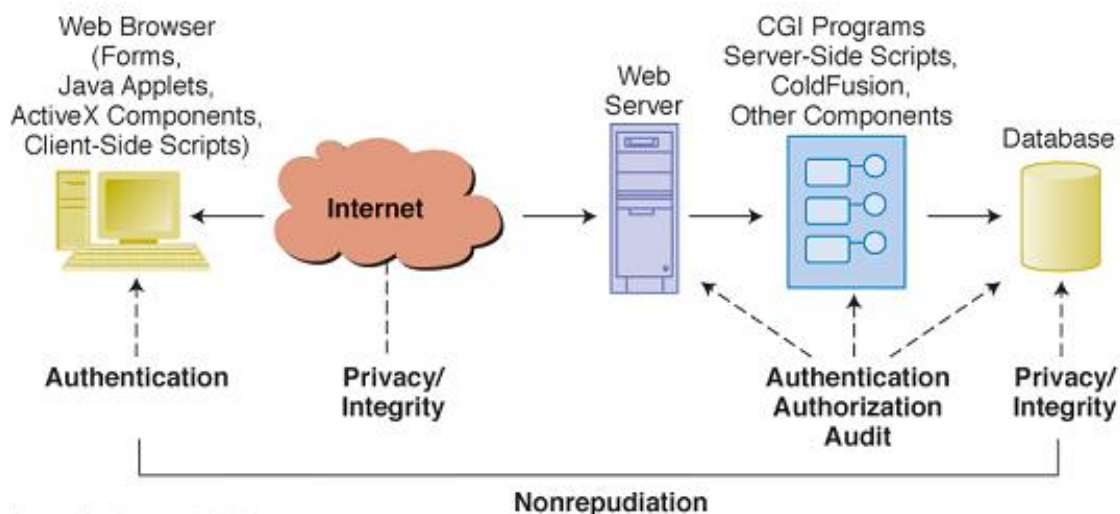 Web Browser
(Forms,
Java Applets,
ActiveX Components,
Client-Side Scripts)
Internet
Web
Server
CGI Programs
Server-Side Scripts,
ColdFusion,
Other Components
Database
Authentication
Privacy/
Integrity
Authentication
Authorization
Audit
Privacy/
Integrity
Nonrepudiation